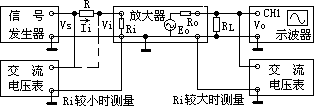 信号
发生器
R
Vs
Ii
Vi
放大器
Ri
Ro
Eo
RL
Vo
CH1
示波器
交流
电压表
Ri较小时测量
Ri较大时测量
交流
电压表